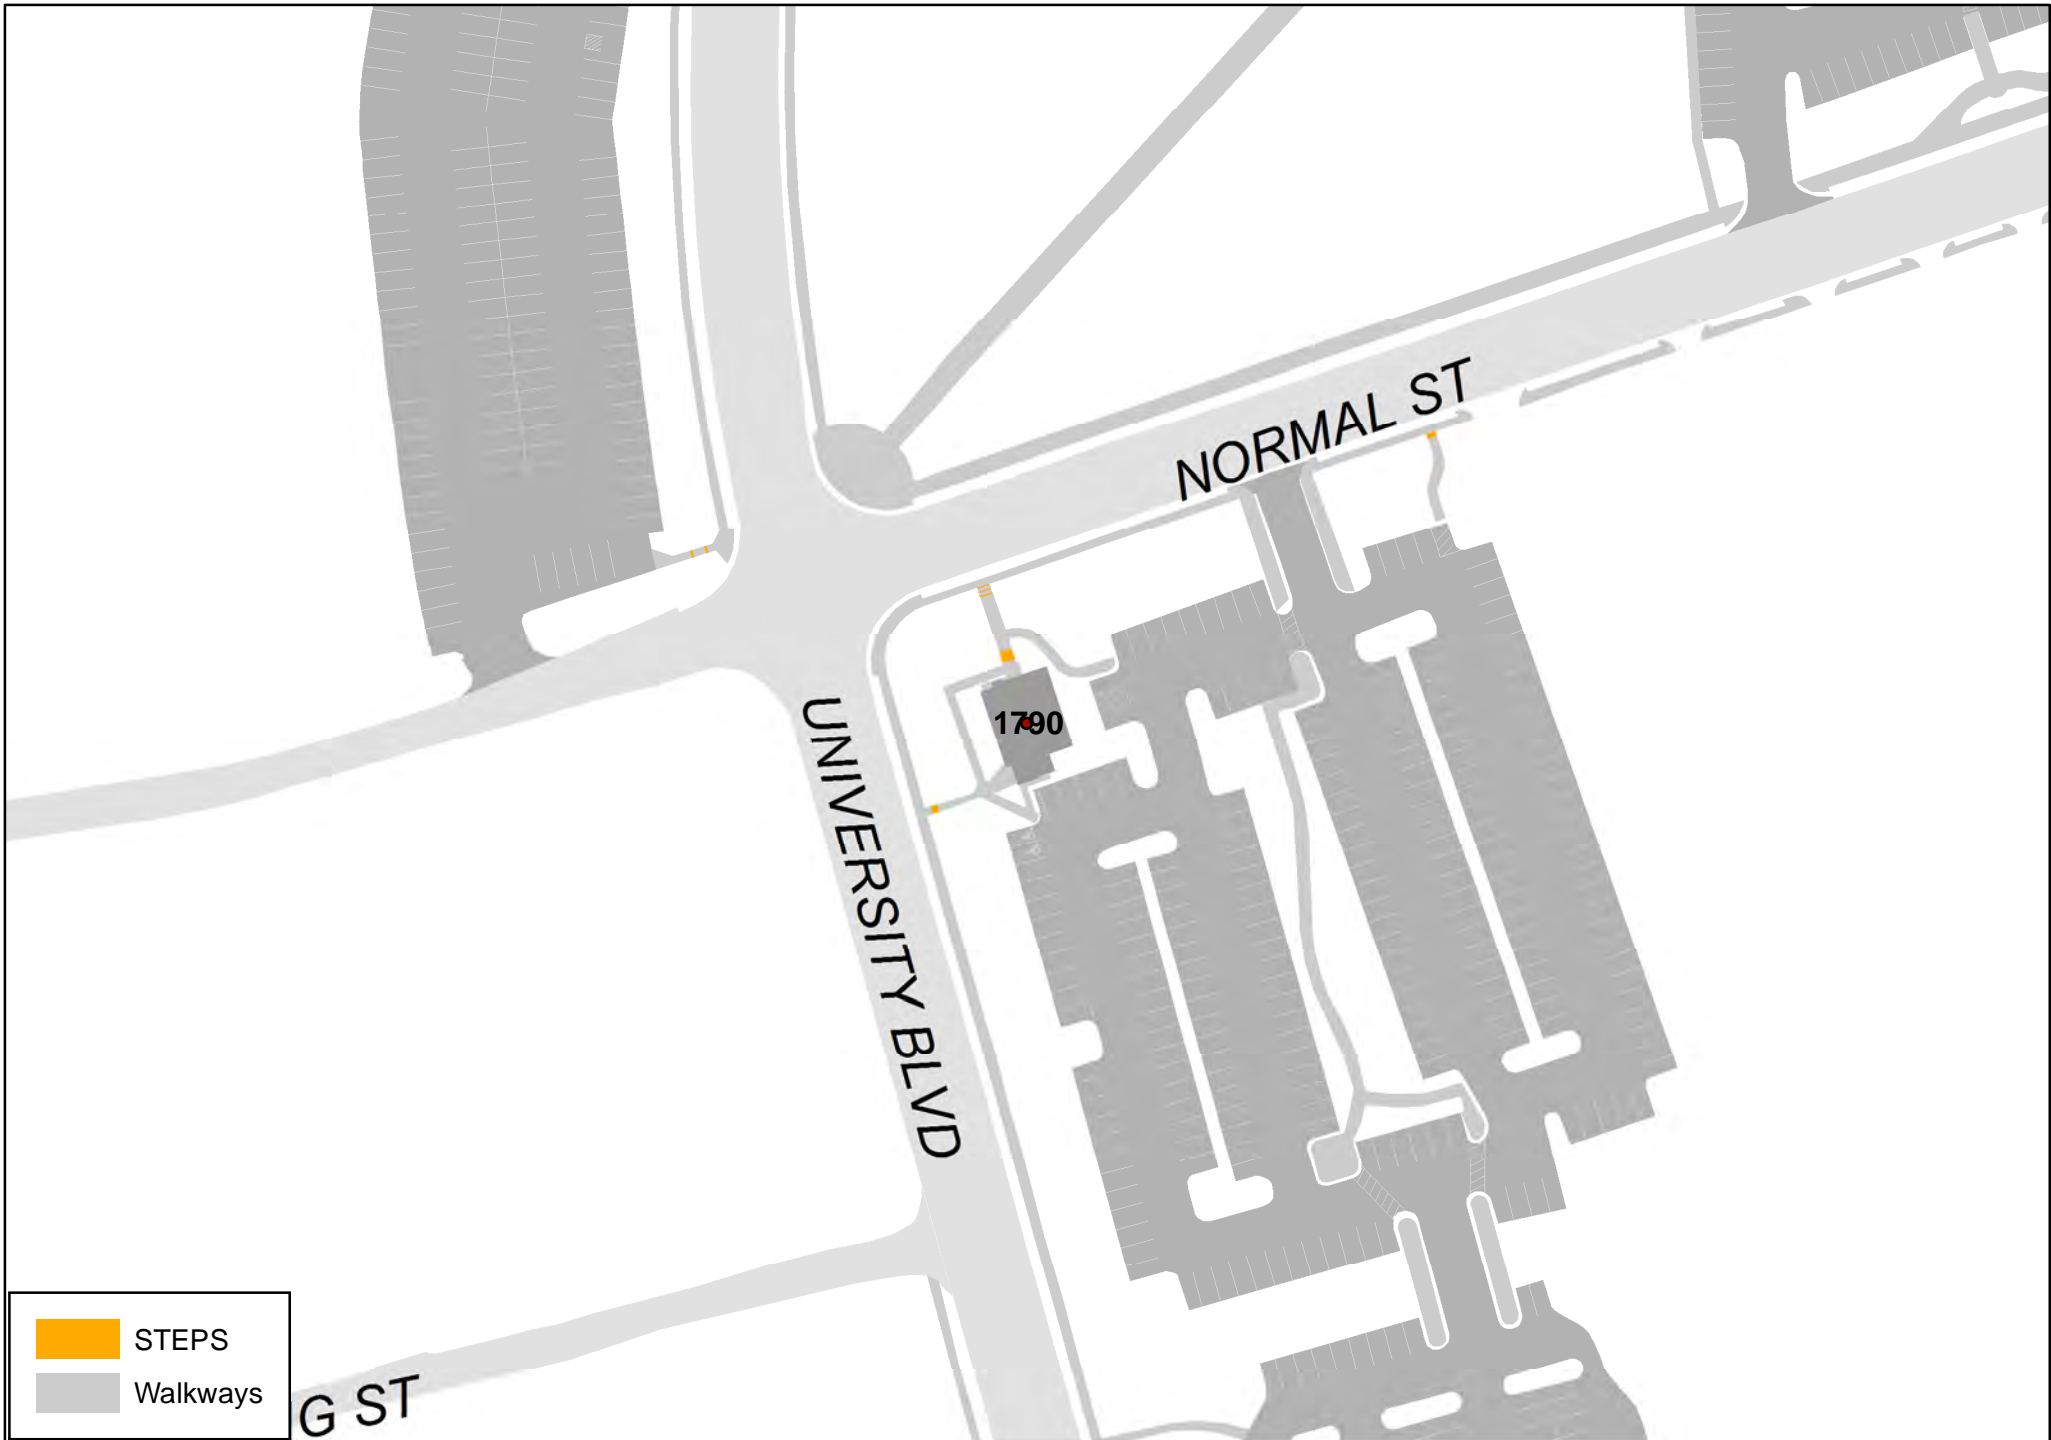 NORMAL ST
1790
UNIVERSITY BLVD
STEPS
Walkways
G ST